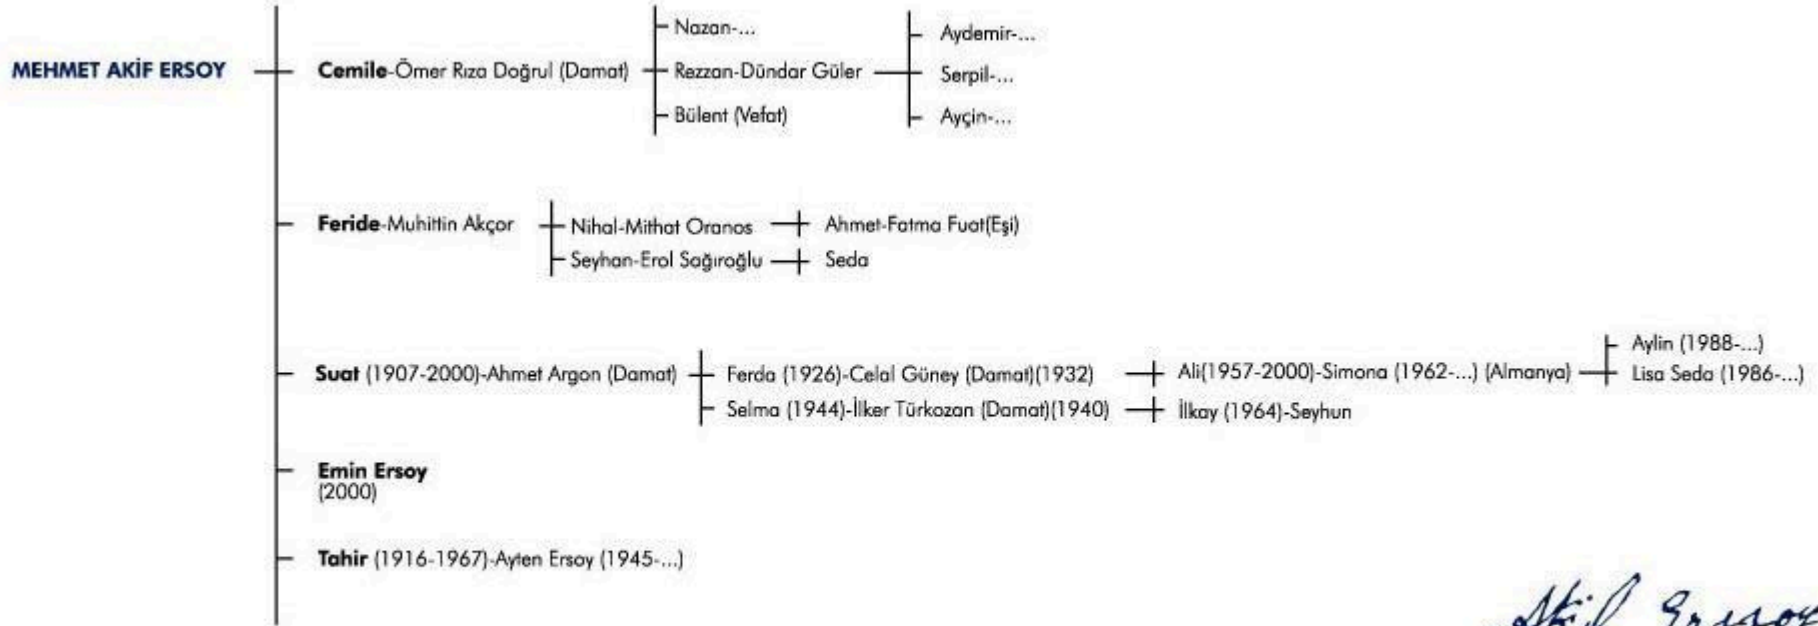 MEHMET AKİF ERSOY
Cemile-Ömer Rıza Doğrul (Damat)
Nazan-...
Rezzan-Dündar Güler
Bülent (Vefat)
Aydemir-...
Serpil-...
Ayçin-...
Feride-Muhittin Akçor
Nihal-Mithat Oranos
Ahmet-Fatma Fuat(Eşi)
Seyhan-Erol Sağıroğlu
Seda
Suat (1907-2000)-Ahmet Argon (Damat)
Ferda (1926)-Celal Güney (Damat)(1932)
Ali(1957-2000)-Simona (1962-...) (Almanya)
Aylin (1988-...)
Lisa Seda (1986-...)
Selma (1944)-İlker Türkozan (Damat)(1940)
İlkay (1964)-Seyhun
Emin Ersoy
(2000)
Tahir (1916-1967)-Ayten Ersoy (1945-...)
Akif Ersoy